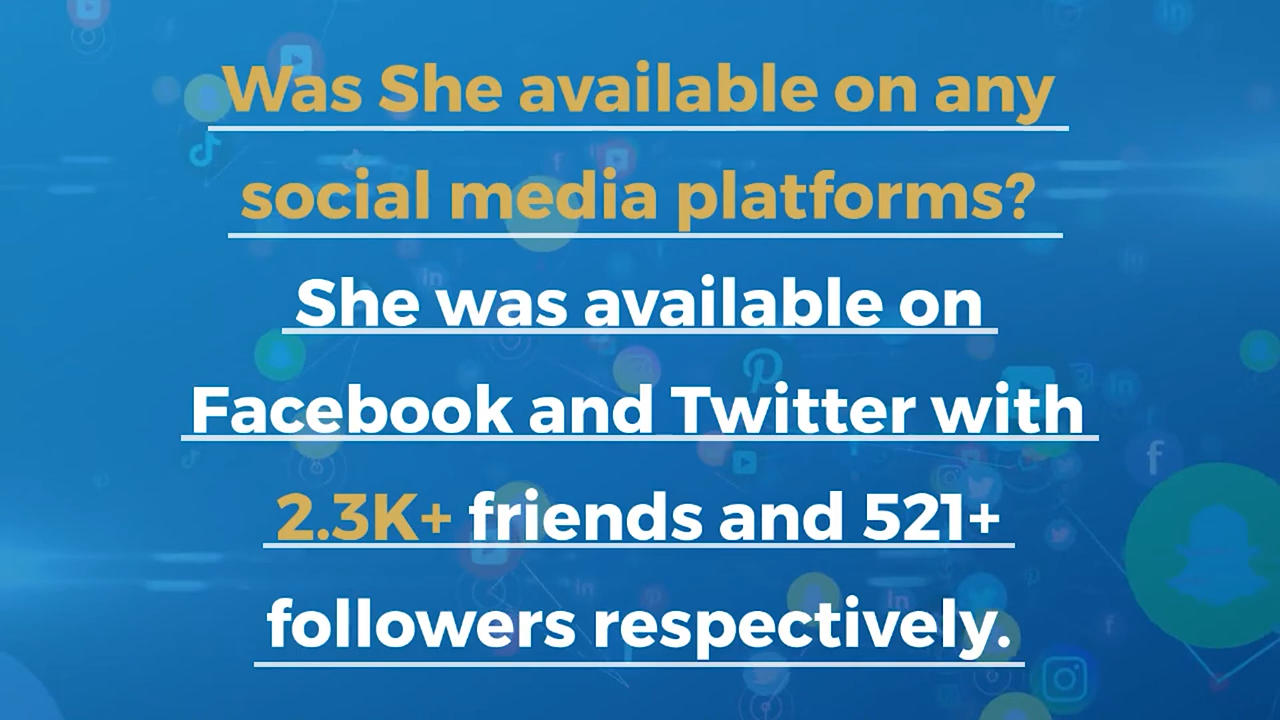 Was She available on any
social media platforms?
She was available on
Facebook and Twitter with
2.3K+ friends and 521+
followers respectively.